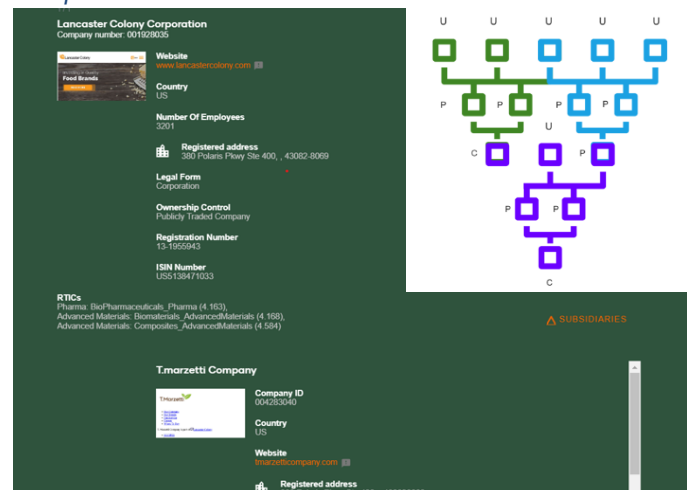 Lancaster Colony Corporation
Company number: 001928035
Website
www.lancastercolony.com
Country
US
Number Of Employees
3201
Registered address
380 Polaris Pkwy Ste 400, , 43082-8069
Legal Form
Corporation
Ownership Control
Publicly Traded Company
Registration Number
13-1955943
ISIN Number
US5138471033
RTICs
Pharma: BioPharmaceuticals_Pharma (4.163),
Advanced Materials: Biomaterials_AdvancedMaterials (4.168),
Advanced Materials: Composites_AdvancedMaterials (4.584)
U U U U U
P P P P
U
C P
P P
C
SUBSIDIARIES
T.marzetti Company
T.Marzetti
Company ID
004283040
Country
US
Website
tmarzetticompany.com
Registered address
Food Brands